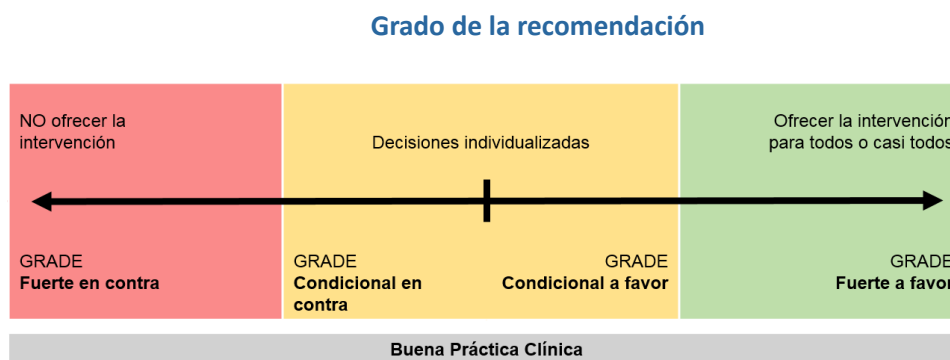 Grado de la recomendación
NO ofrecer la
intervención
Decisiones individualizadas
Ofrecer la intervención
para todos o casi todos
GRADE
Fuerte en contra
GRADE
Condicional en
contra
GRADE
Condicional a favor
GRADE
Fuerte a favor
Buena Práctica Clínica